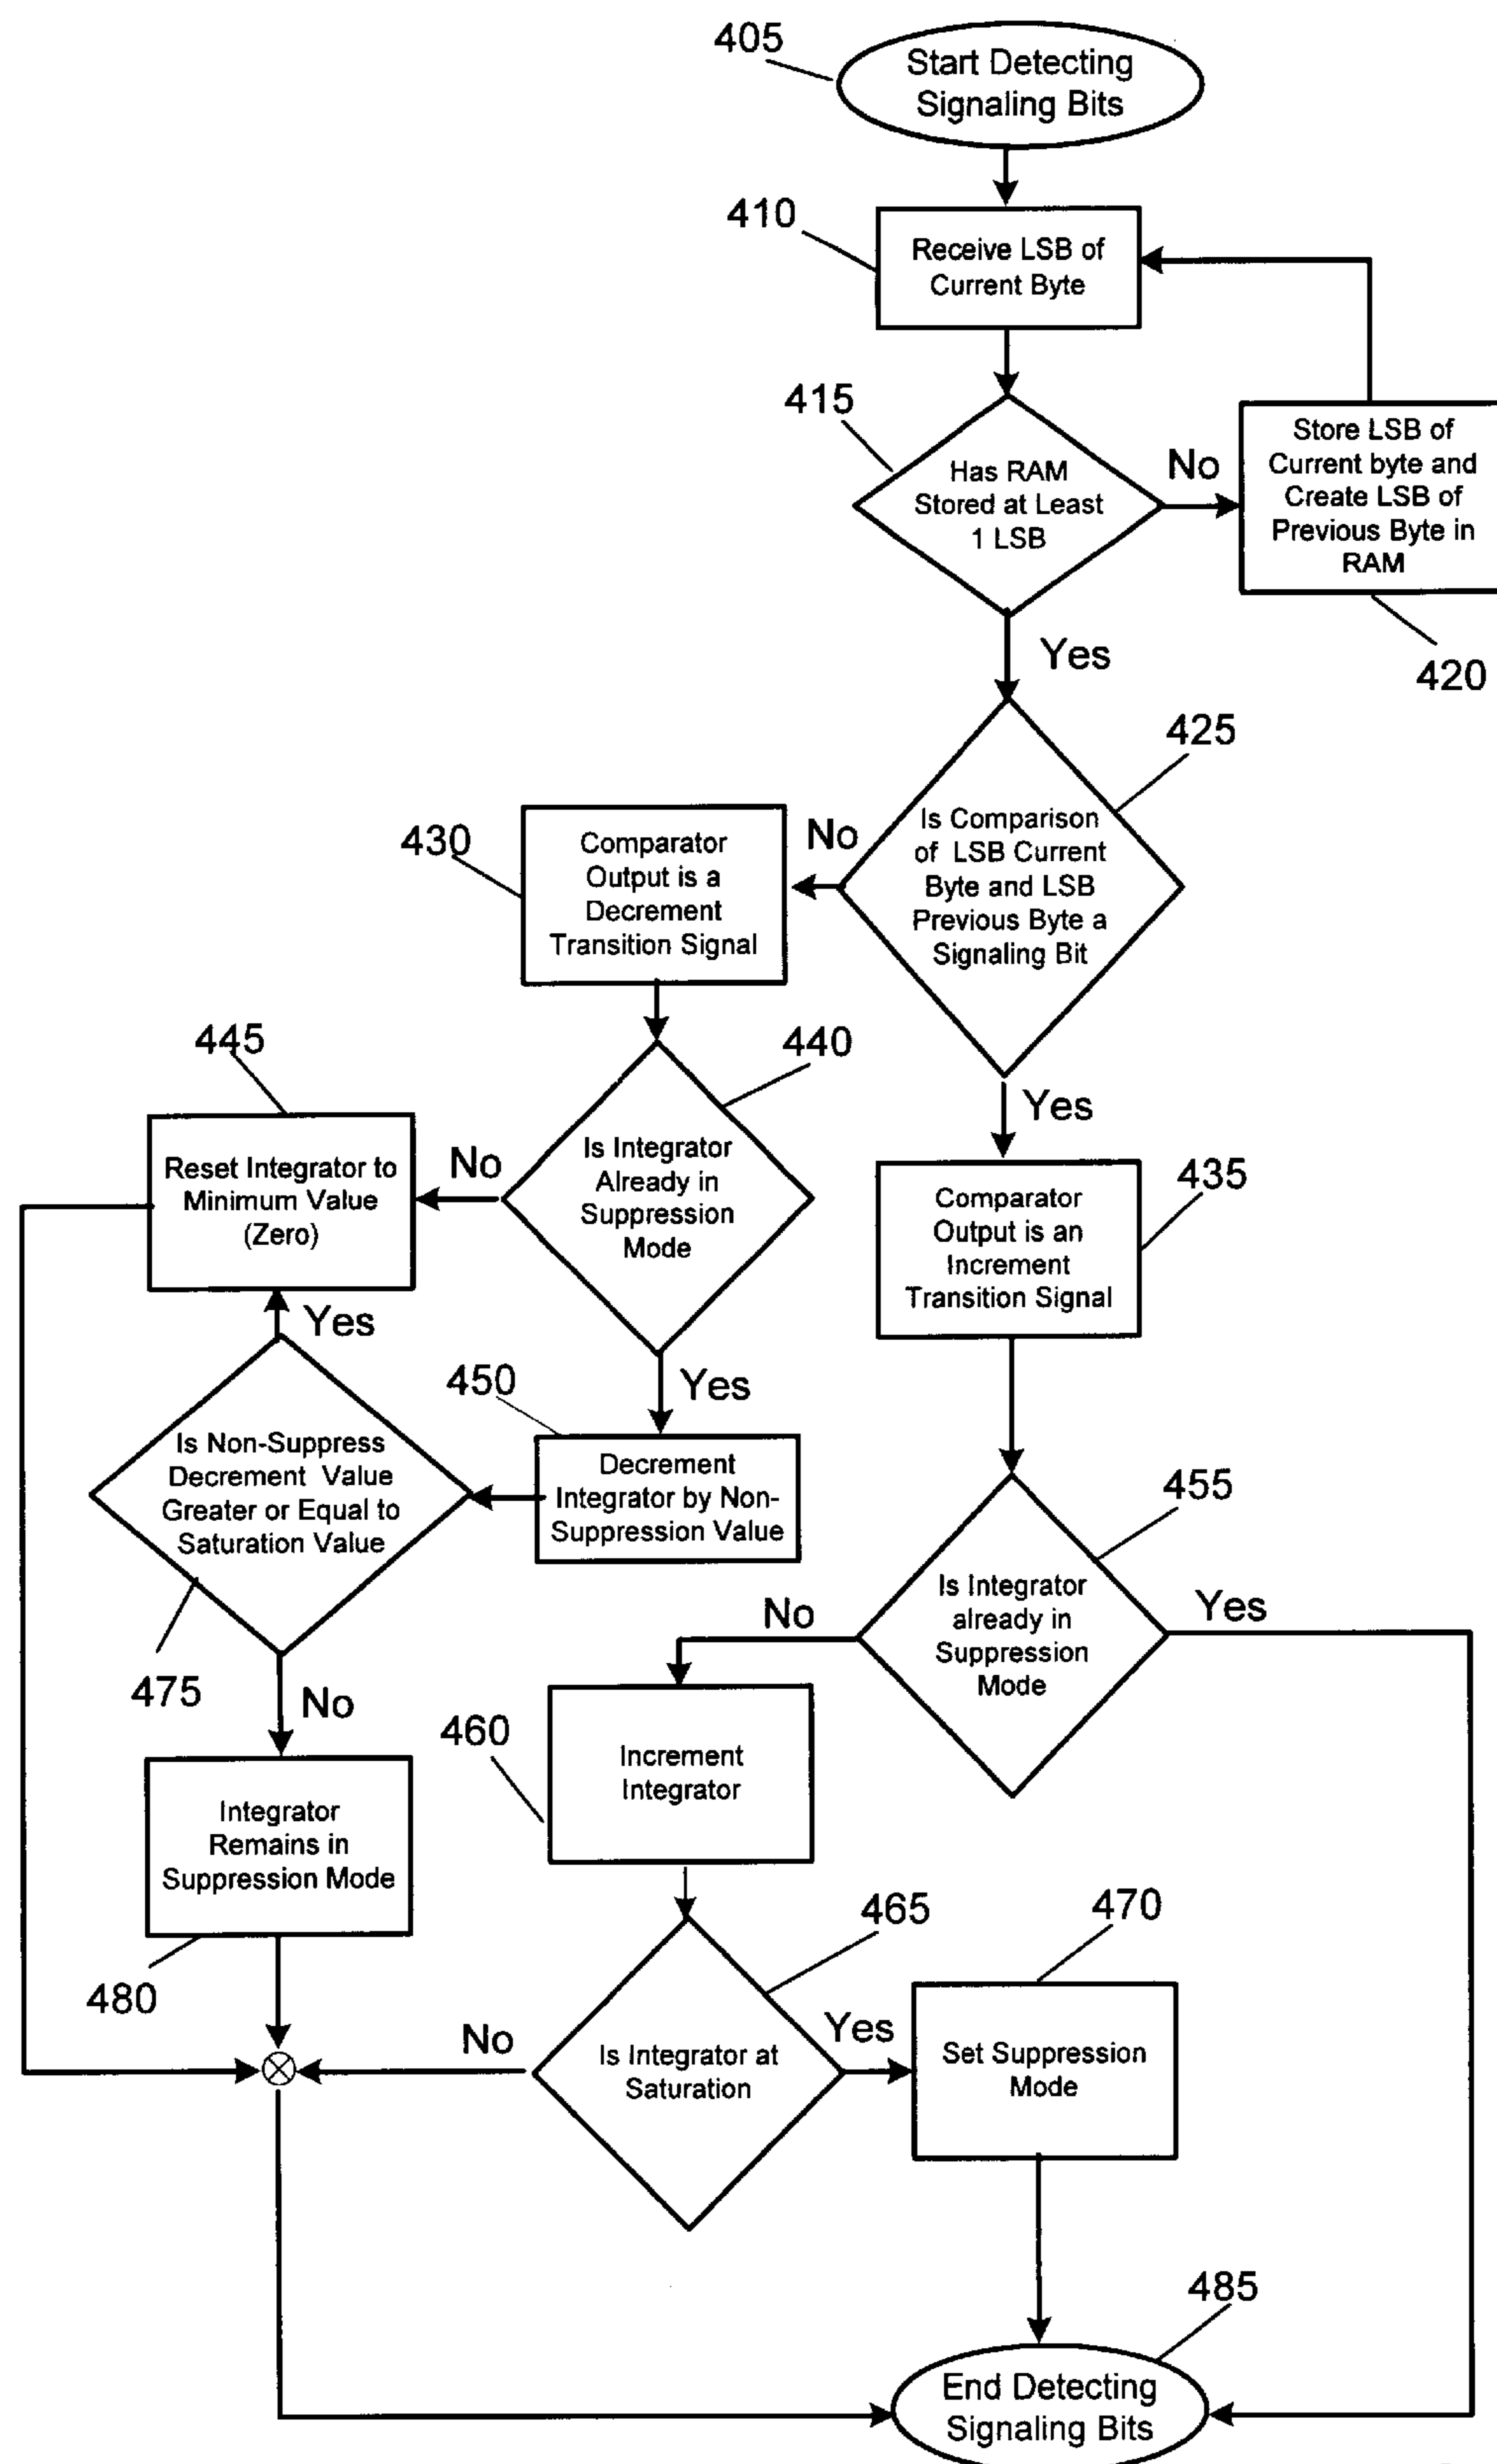 405
Start Detecting
Signaling Bits
410
Receive LSB of
Current Byte
415
Has RAM
Stored at Least
1 LSB
No
Store LSB of
Current byte and
Create LSB of
Previous Byte in
RAM
420
Yes
425
Is Comparison
of LSB Current
Byte and LSB
Previous Byte a
Signaling Bit
No
430
Comparator
Output is a
Decrement
Transition Signal
Yes
435
Comparator
Output is an
Increment
Transition Signal
440
Is Integrator
Already in
Suppression
Mode
No
445
Reset Integrator to
Minimum Value
(Zero)
Yes
Yes
450
Decrement
Integrator by Non-
Suppression Value
Is Non-Suppress
Decrement Value
Greater or Equal to
Saturation Value
475
No
455
Is Integrator
already in
Suppression
Mode
No
Yes
460
Increment
Integrator
Integrator
Remains in
Suppression Mode
480
465
Is Integrator at
Saturation
No
Yes
470
Set Suppression
Mode
485
End Detecting
Signaling Bits